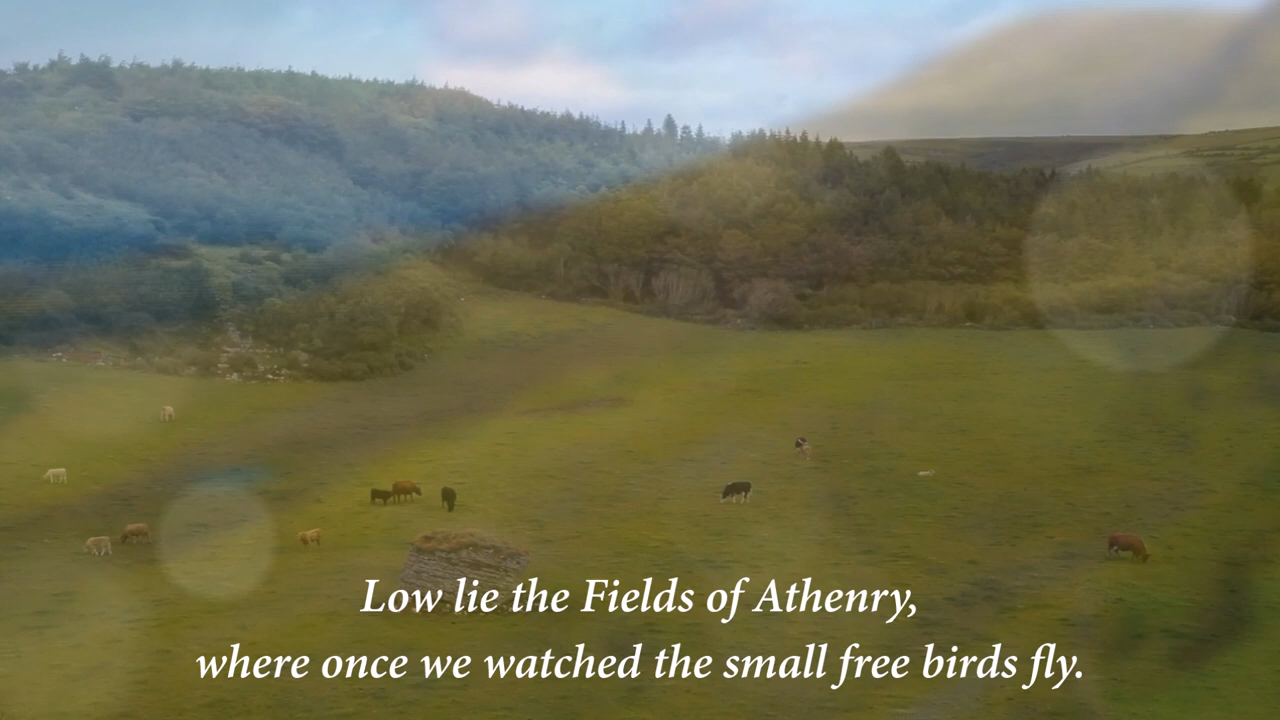 Low lie the Fields of Athenry,
where once we watched the small free birds fly.